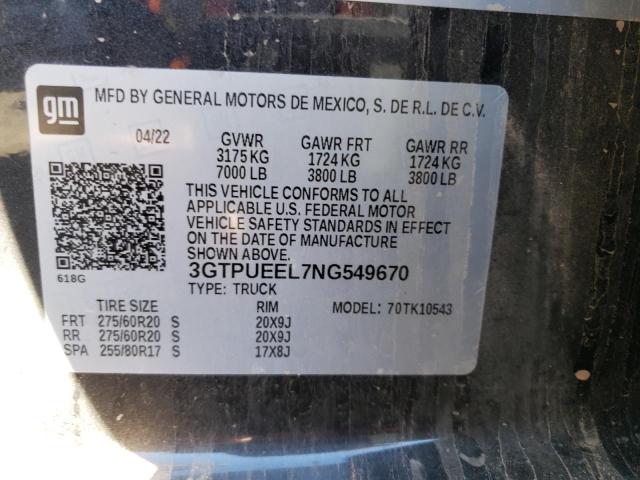 gm
MFD BY GENERAL MOTORS DE MEXICO, S. DE R.L. DE C.V.
04/22 GVWR GAWR FRT GAWR RR
3175 KG 1724 KG 1724 KG
7000 LB 3800 LB 3800 LB
THIS VEHICLE CONFORMS TO ALL
APPLICABLE U.S. FEDERAL MOTOR
VEHICLE SAFETY STANDARDS IN EFFECT
ON THE DATE OF MANUFACTURE
SHOWN ABOVE.
3GTPUEEL7NG549670
618G
TYPE: TRUCK
TIRE SIZE RIM MODEL: 70TK10543
FRT 275/60R20 S 20X9J
RR 275/60R20 S 20X9J
SPA 255/80R17 S 17X8J